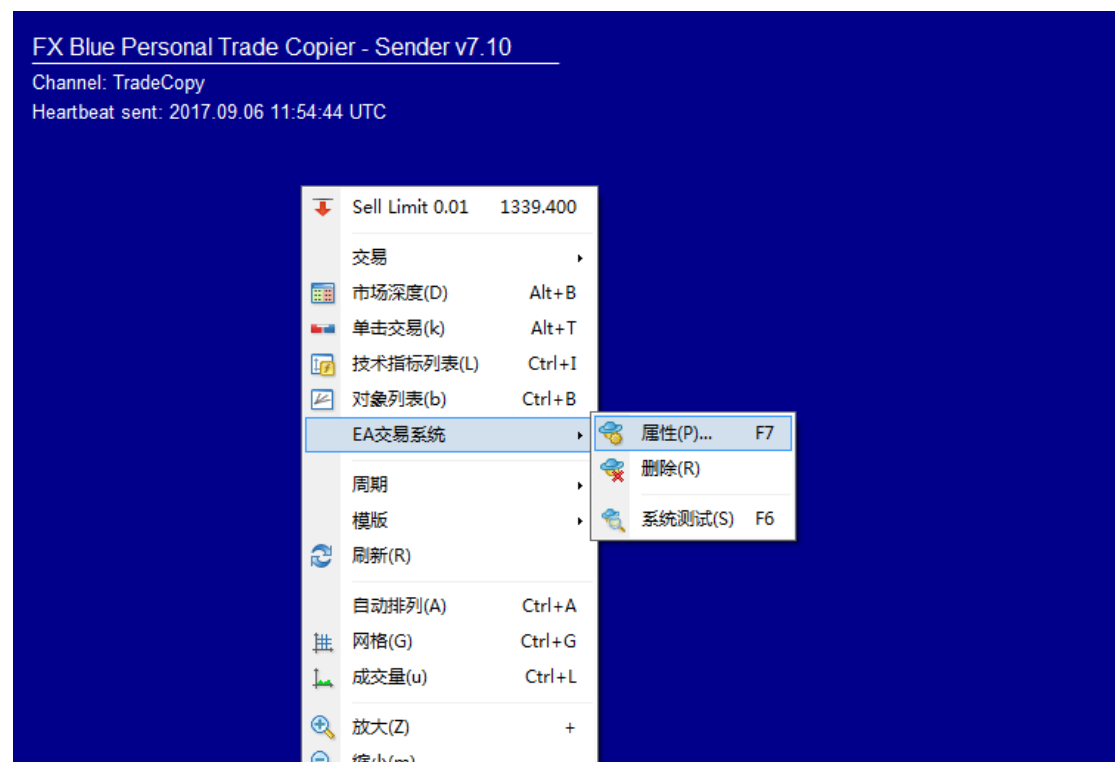 FX Blue Personal Trade Copier - Sender v7.10
Channel: TradeCopy
Heartbeat sent: 2017.09.06 11:54:44 UTC
Sell Limit 0.01 1339.400
交易
市场深度(D) Alt+B
单击交易(k) Alt+T
技术指标列表(L) Ctrl+I
对象列表(b) Ctrl+B
EA交易系统
属性(P)... F7
删除(R)
系统测试(S) F6
周期
模版
刷新(R)
自动排列(A) Ctrl+A
网格(G) Ctrl+G
成交量(u) Ctrl+L
放大(Z) +
缩小(m)